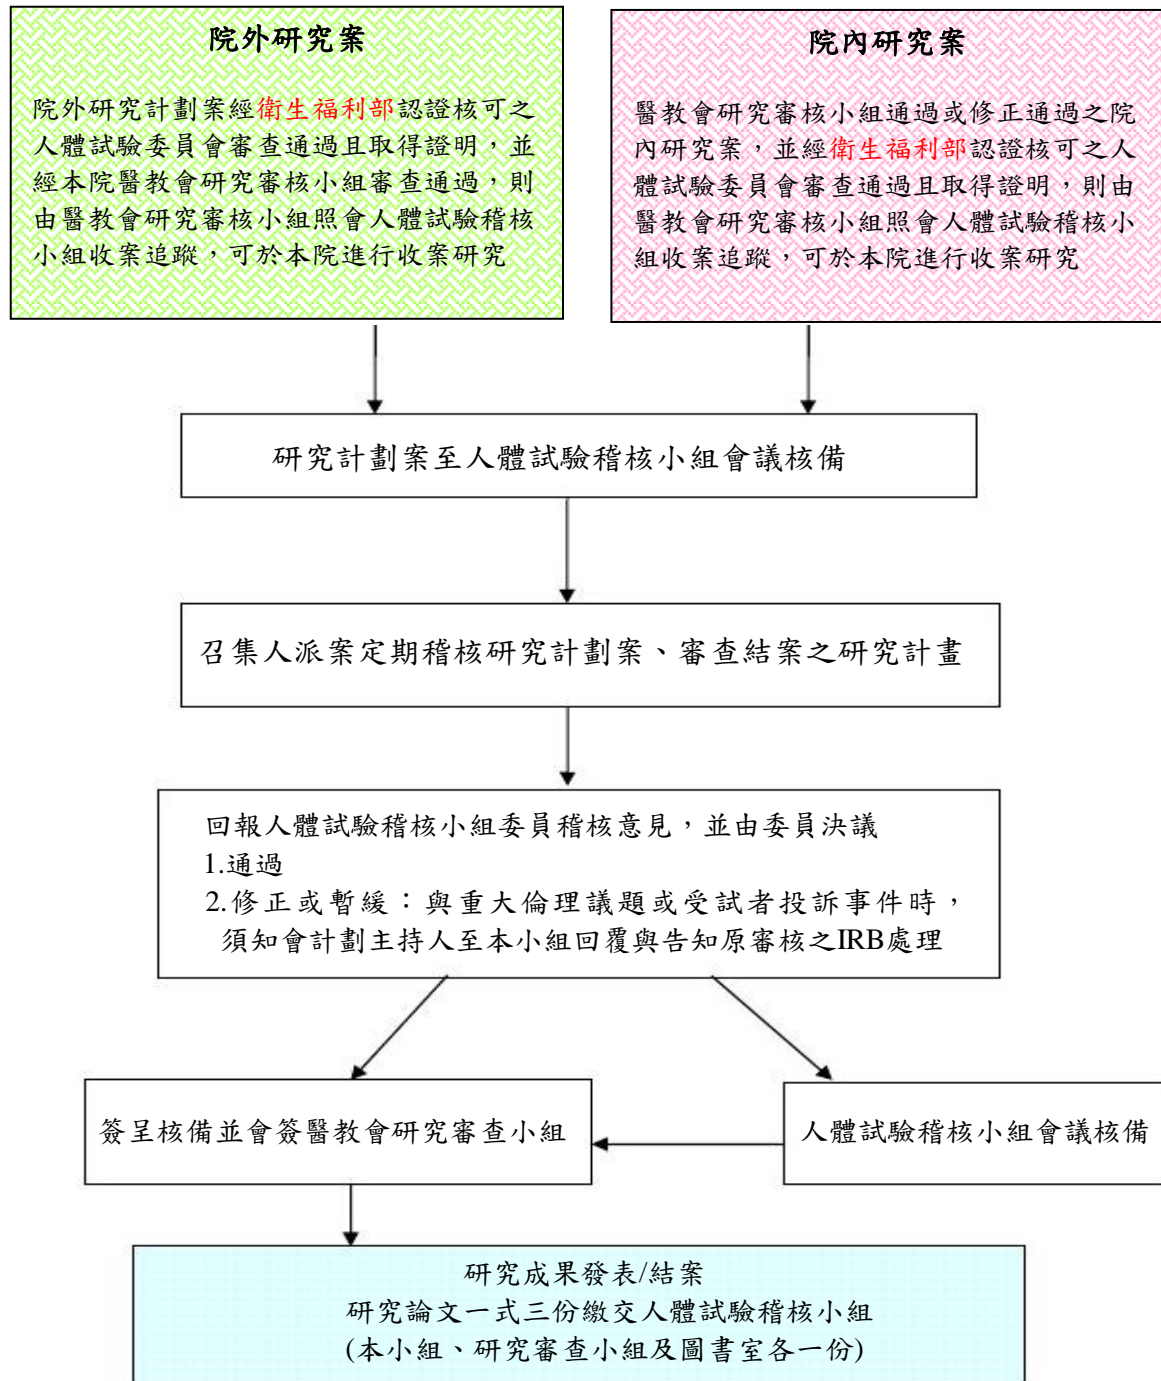 院外研究案
院外研究計劃案經衛生福利部認證核可之
人體試驗委員會審查通過且取得證明，並
經本院醫教會研究審核小組審查通過，則
由醫教會研究審核小組照會人體試驗稽核
小組收案追蹤，可於本院進行收案研究
院內研究案
醫教會研究審核小組通過或修正通過之院
內研究案，並經衛生福利部認證核可之人
體試驗委員會審查通過且取得證明，則由
醫教會研究審核小組照會人體試驗稽核小
組收案追蹤，可於本院進行收案研究
研究計劃案至人體試驗稽核小組會議核備
召集人派案定期稽核研究計劃案、審查結案之研究計畫
回報人體試驗稽核小組委員稽核意見，並由委員決議
1.通過
2.修正或暫緩：與重大倫理議題或受試者投訴事件時，
須知會計劃主持人至本小組回覆與告知原審核之IRB處理
簽呈核備並會簽醫教會研究審查小組
人體試驗稽核小組會議核備
研究成果發表/結案
研究論文一式三份繳交人體試驗稽核小組
(本小組、研究審查小組及圖書室各一份)